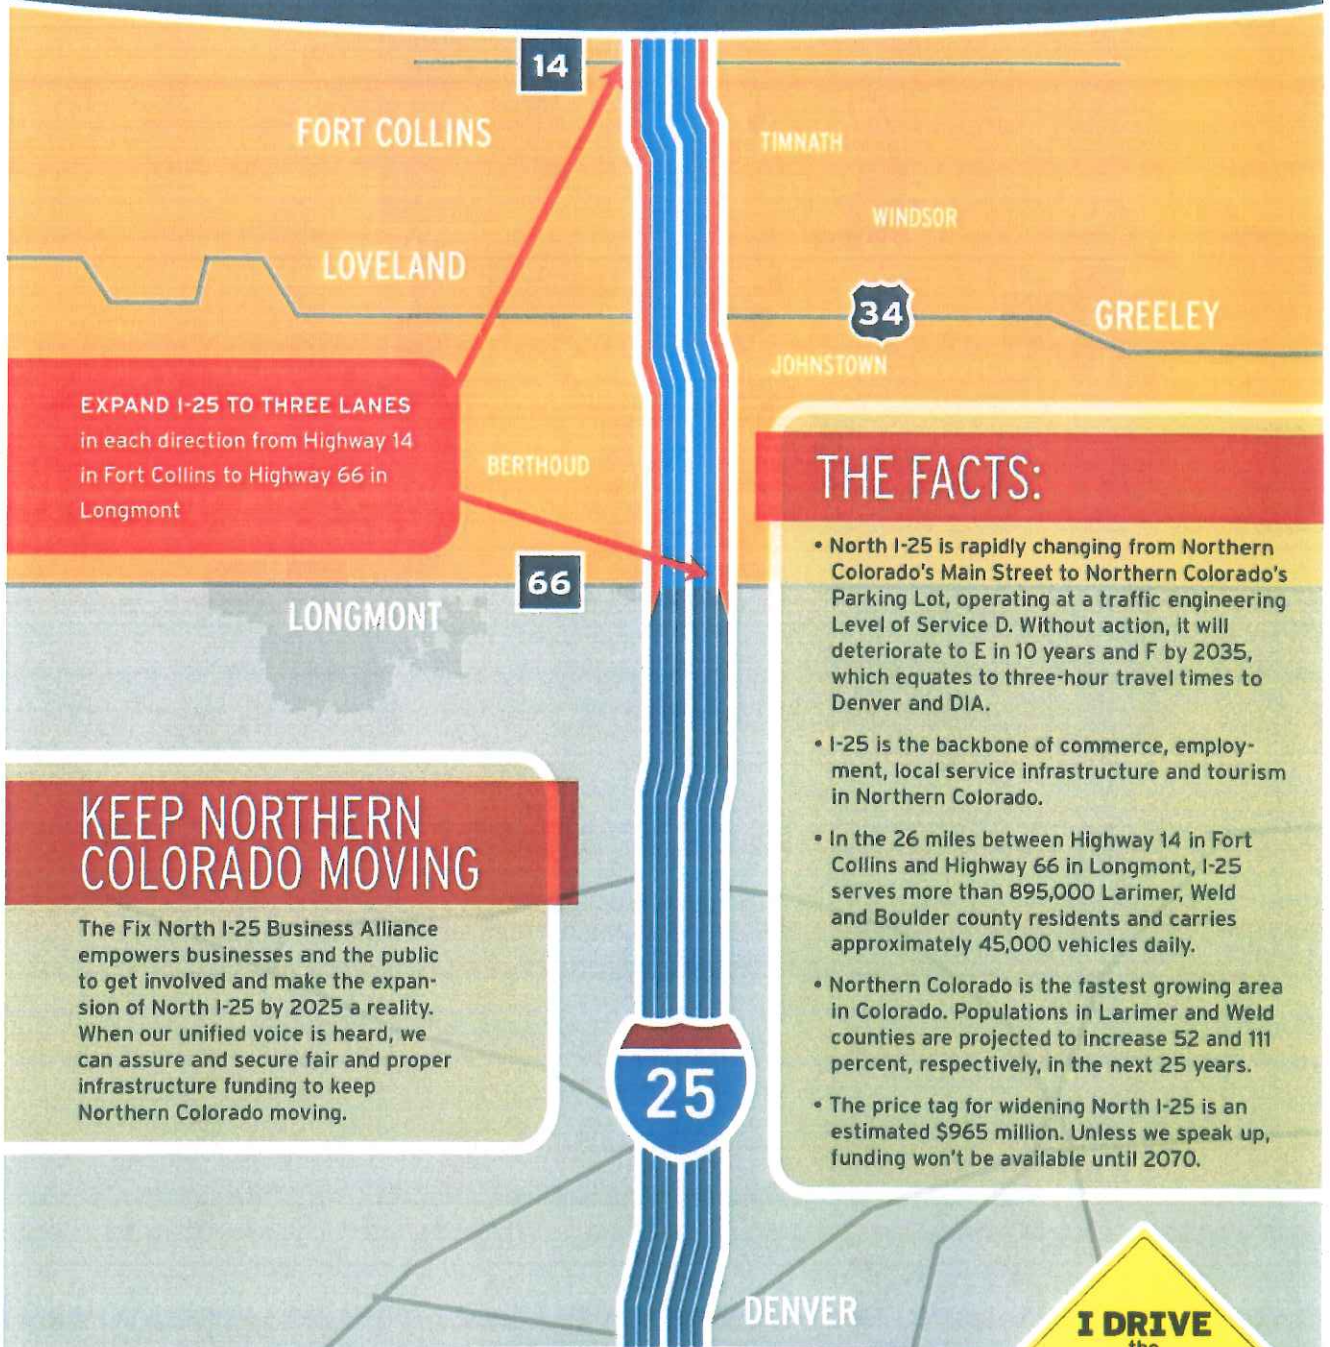 14
FORT COLLINS
TIMNATH
WINDSOR
LOVELAND
34
GREELEY
JOHNSTOWN
EXPAND I-25 TO THREE LANES
in each direction from Highway 14
in Fort Collins to Highway 66 in
Longmont
BERTHOUD
66
LONGMONT
THE FACTS:
• North I-25 is rapidly changing from Northern
Colorado's Main Street to Northern Colorado's
Parking Lot, operating at a traffic engineering
Level of Service D. Without action, it will
deteriorate to E in 10 years and F by 2035,
which equates to three-hour travel times to
Denver and DIA.
• I-25 is the backbone of commerce, employ-
ment, local service infrastructure and tourism
in Northern Colorado.
• In the 26 miles between Highway 14 in Fort
Collins and Highway 66 in Longmont, I-25
serves more than 895,000 Larimer, Weld
and Boulder county residents and carries
approximately 45,000 vehicles daily.
• Northern Colorado is the fastest growing area
in Colorado. Populations in Larimer and Weld
counties are projected to increase 52 and 111
percent, respectively, in the next 25 years.
• The price tag for widening North I-25 is an
estimated $965 million. Unless we speak up,
funding won't be available until 2070.
KEEP NORTHERN
COLORADO MOVING
The Fix North I-25 Business Alliance
empowers businesses and the public
to get involved and make the expan-
sion of North I-25 by 2025 a reality.
When our unified voice is heard, we
can assure and secure fair and proper
infrastructure funding to keep
Northern Colorado moving.
25
DENVER
I DRIVE
the